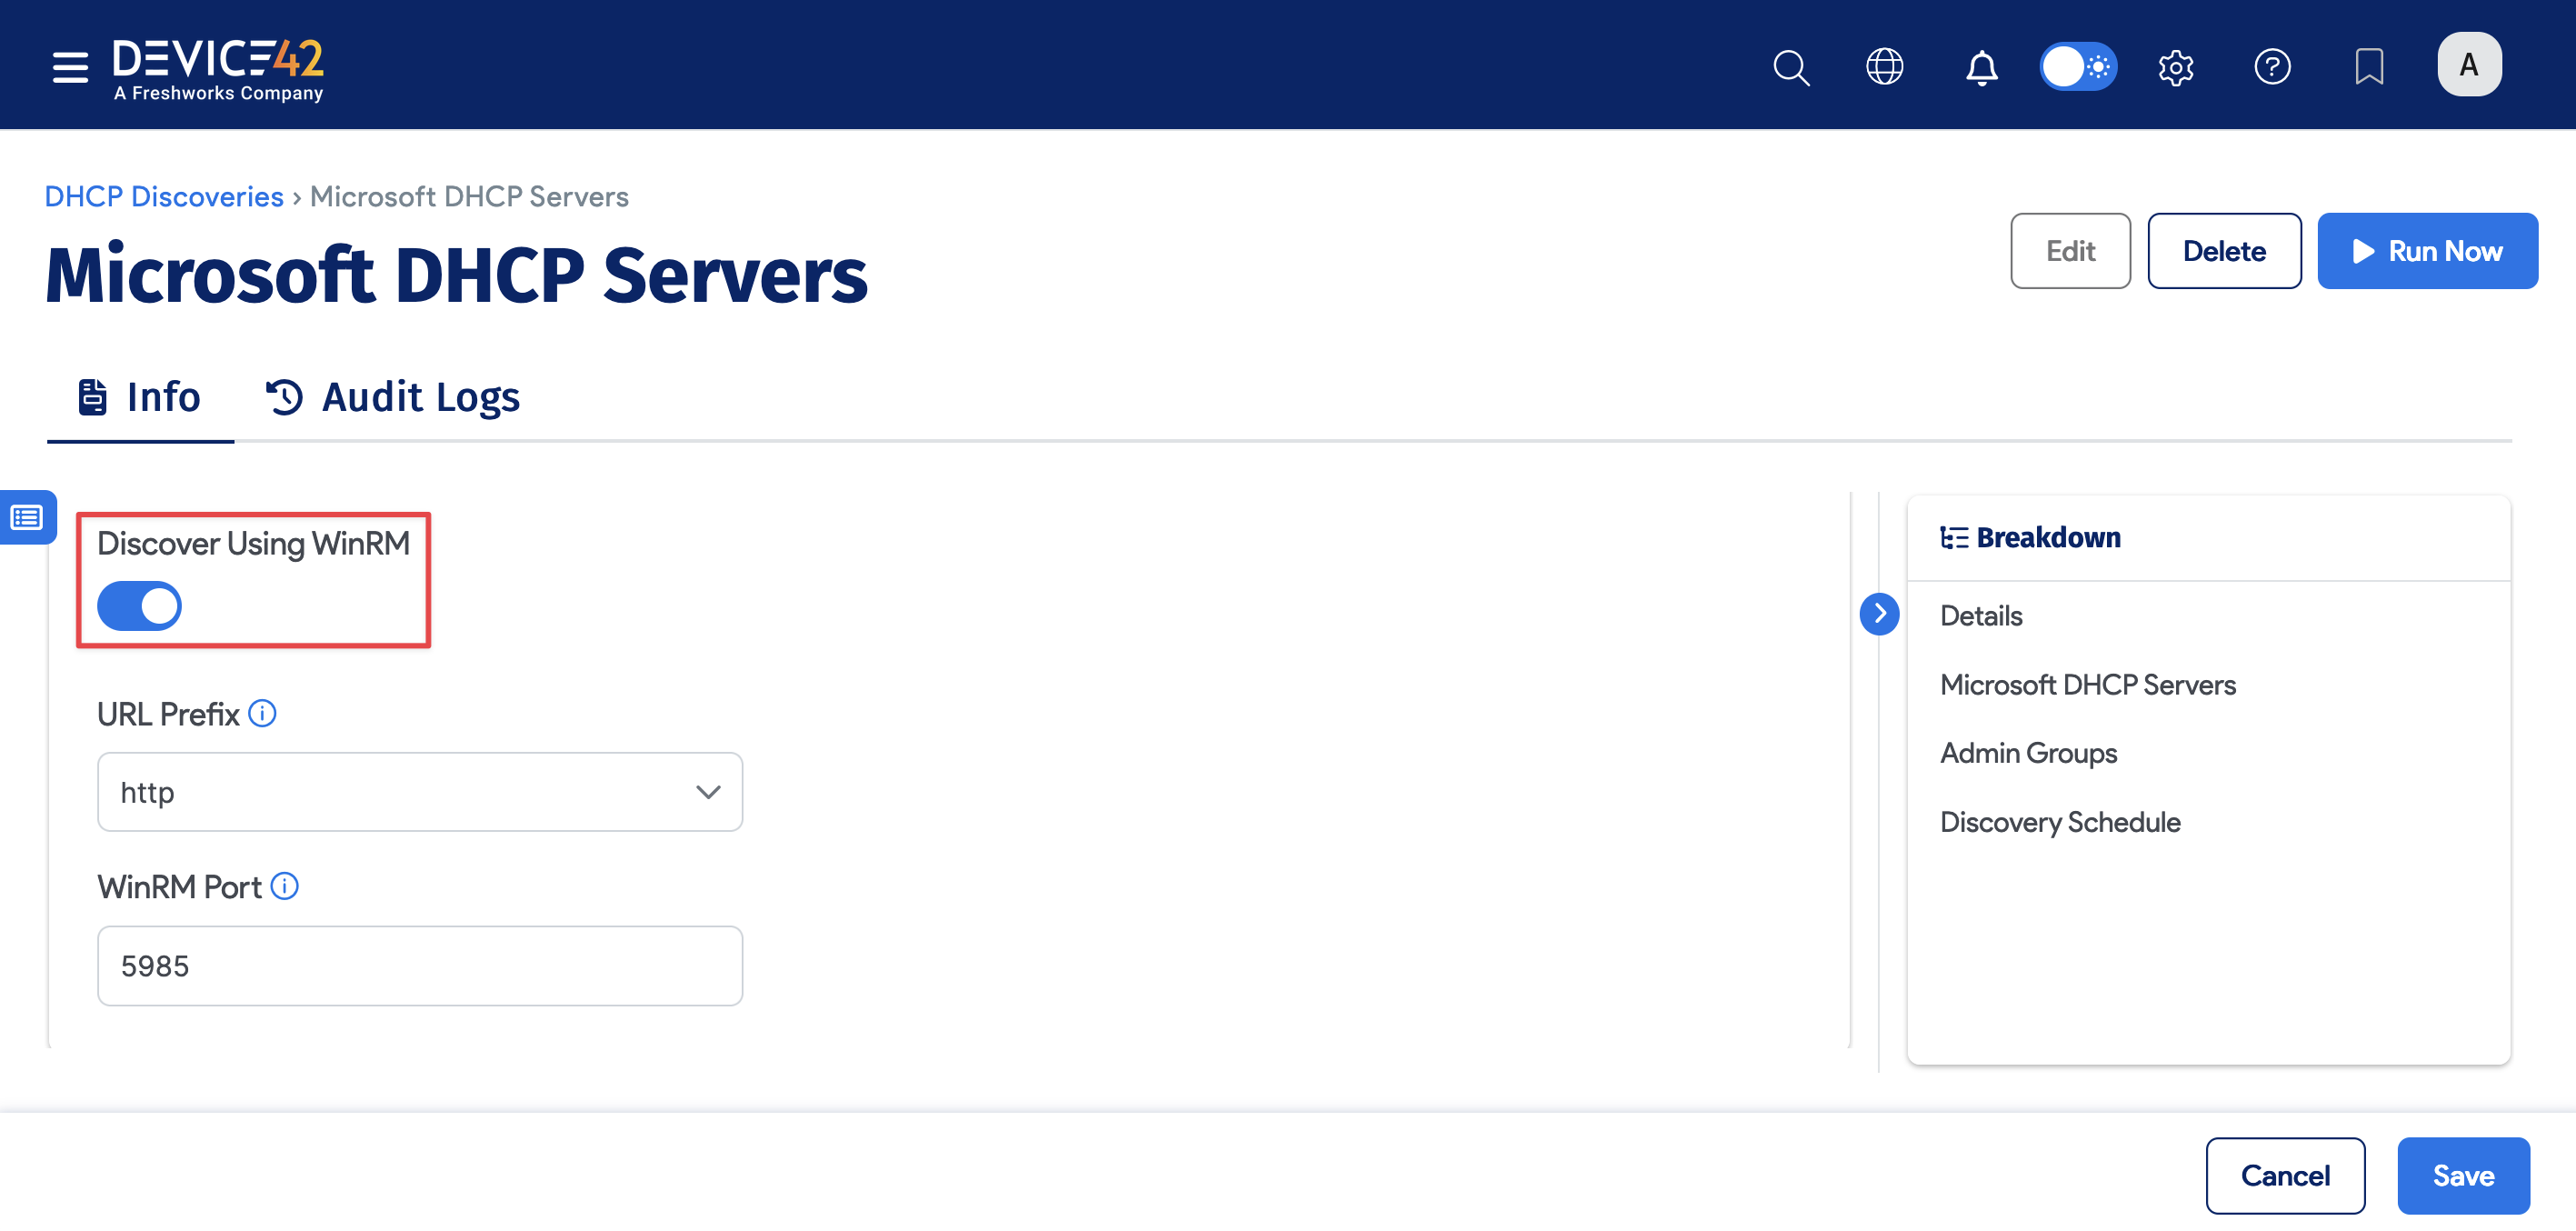 DEVICE42
A Freshworks Company
A
DHCP Discoveries › Microsoft DHCP Servers
Microsoft DHCP Servers
Edit
Delete
Run Now
Info
Audit Logs
Discover Using WinRM
URL Prefix
http
WinRM Port
5985
Breakdown
Details
Microsoft DHCP Servers
Admin Groups
Discovery Schedule
Cancel
Save